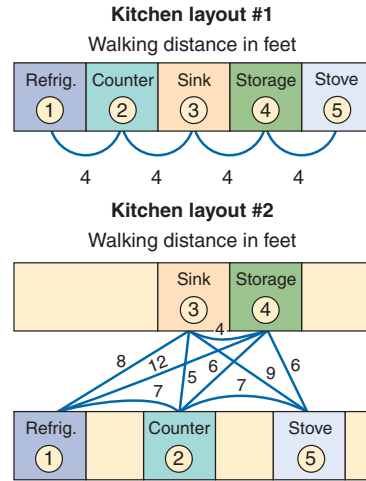 Kitchen layout #1
Walking distance in feet
Refrig. Counter Sink Storage Stove
1 2 3 4 5
4 4 4 4
Kitchen layout #2
Walking distance in feet
Sink Storage
3 4
4
8 12 5 6 9 6
7 7
Refrig. Counter Stove
1 2 5